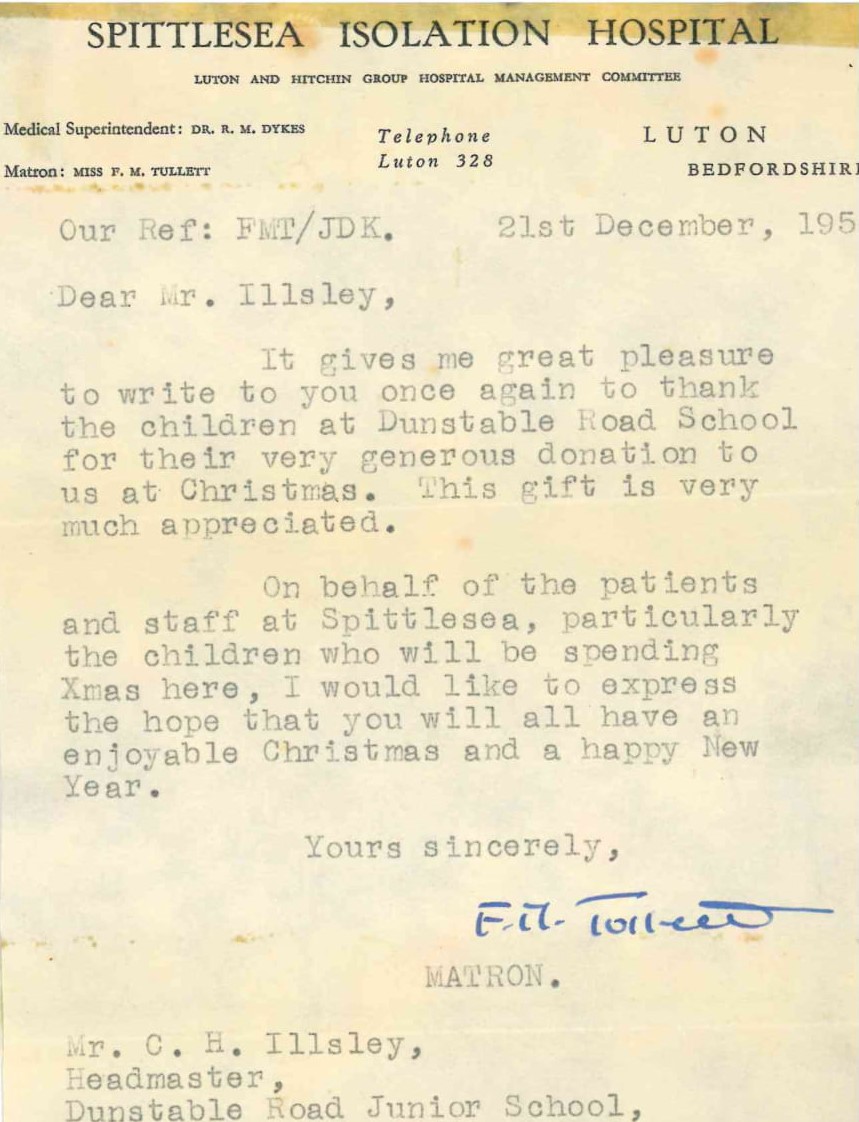 SPITTLESEA ISOLATION HOSPITAL
LUTON AND HITCHIN GROUP HOSPITAL MANAGEMENT COMMITTEE
Medical Superintendent: DR. R. M. DYKES
Telephone
LUTON
Matron: MISS F. M. TULLETT
Luton 328
BEDFORDSHIR
Our Ref: FMT/JDK. 21st December, 195
Dear Mr. Illsley,
It gives me great pleasure
to write to you once again to thank
the children at Dunstable Road School
for their very generous donation to
us at Christmas. This gift is very
much appreciated.
On behalf of the patients
and staff at Spittlesea, particularly
the children who will be spending
Xmas here, I would like to express
the hope that you will all have an
enjoyable Christmas and a happy New
Year.
Yours sincerely,
F.M. Tullett
MATRON.
Mr. C. H. Illsley,
Headmaster,
Dunstable Road Junior School,